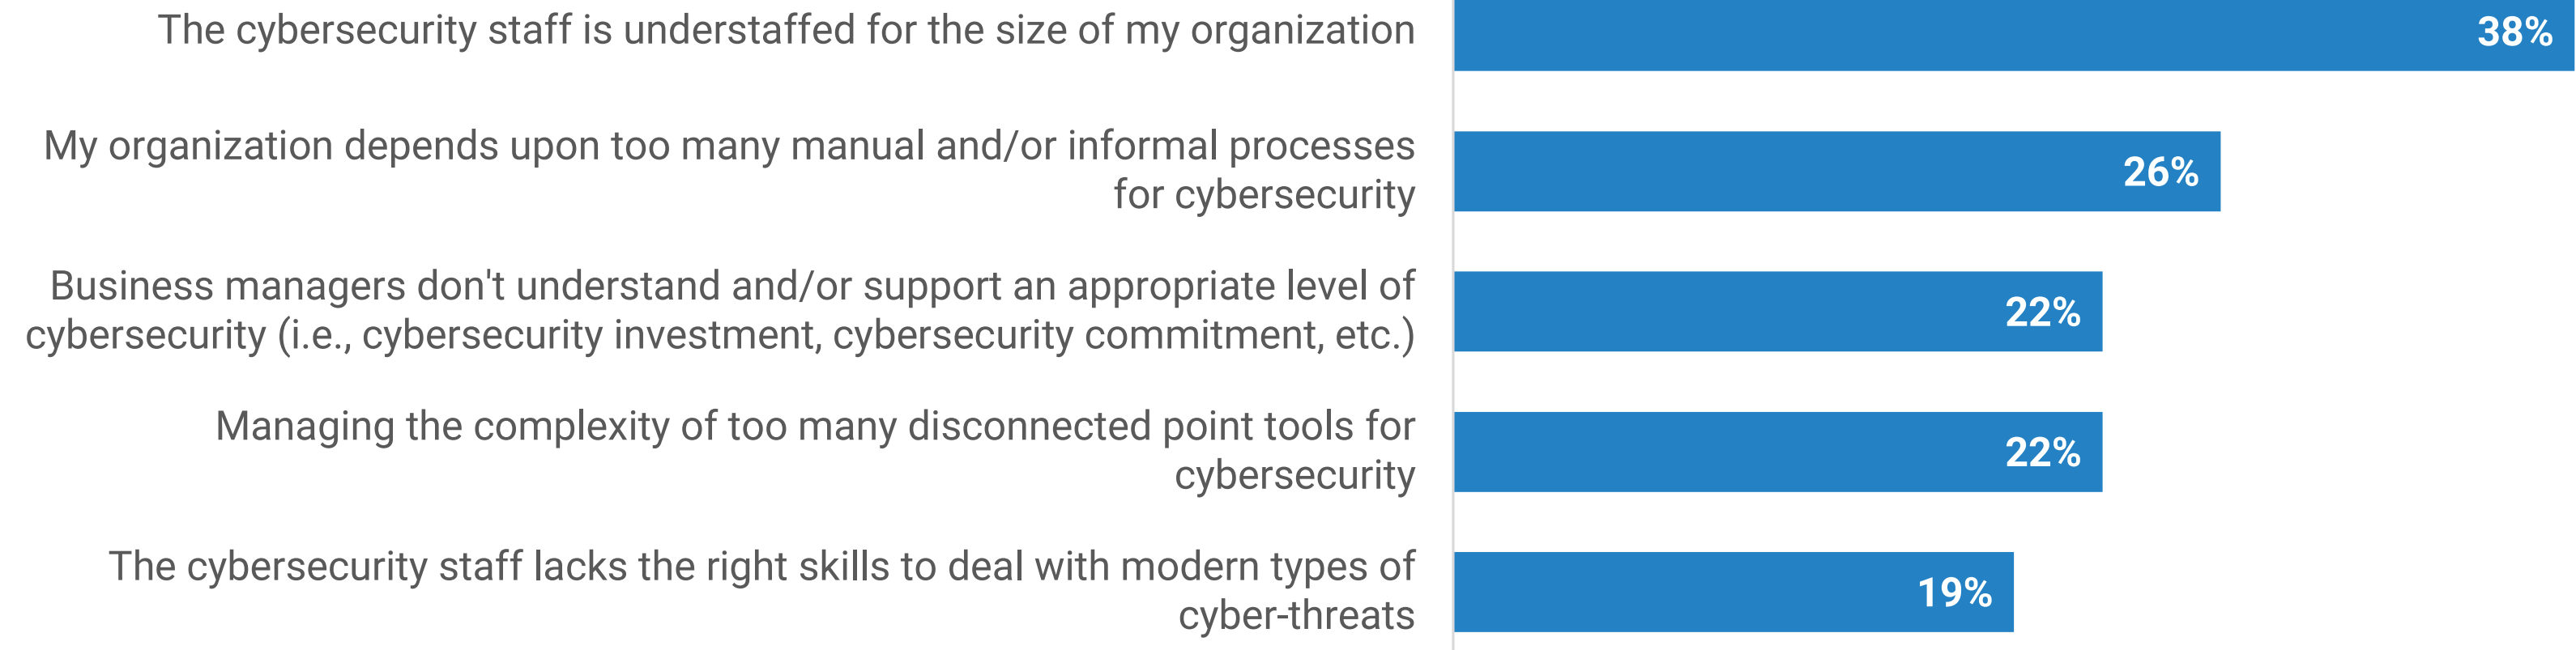 The cybersecurity staff is understaffed for the size of my organization
38%
My organization depends upon too many manual and/or informal processes
for cybersecurity
26%
Business managers don't understand and/or support an appropriate level of
cybersecurity (i.e., cybersecurity investment, cybersecurity commitment, etc.)
22%
Managing the complexity of too many disconnected point tools for
cybersecurity
22%
The cybersecurity staff lacks the right skills to deal with modern types of
cyber-threats
19%